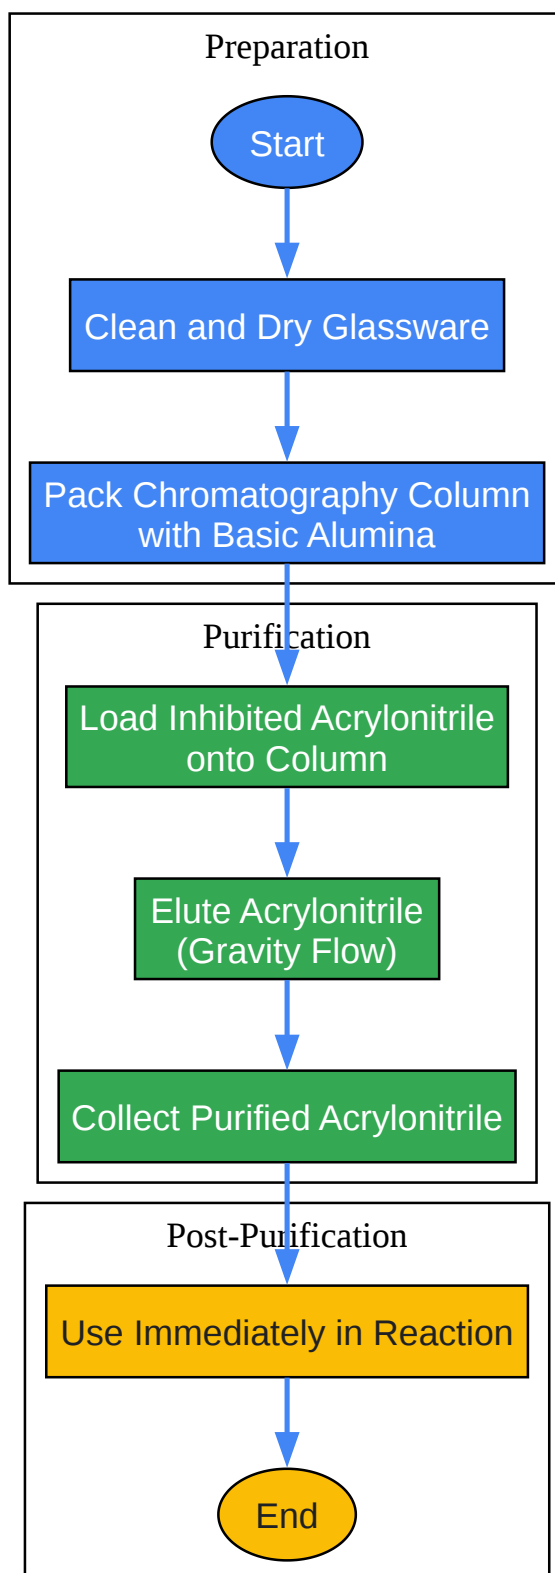 Preparation
Start
Clean and Dry Glassware
Pack Chromatography Column
with Basic Alumina
Purification
Load Inhibited Acrylonitrile
onto Column
Elute Acrylonitrile
(Gravity Flow)
Collect Purified Acrylonitrile
Post-Purification
Use Immediately in Reaction
End